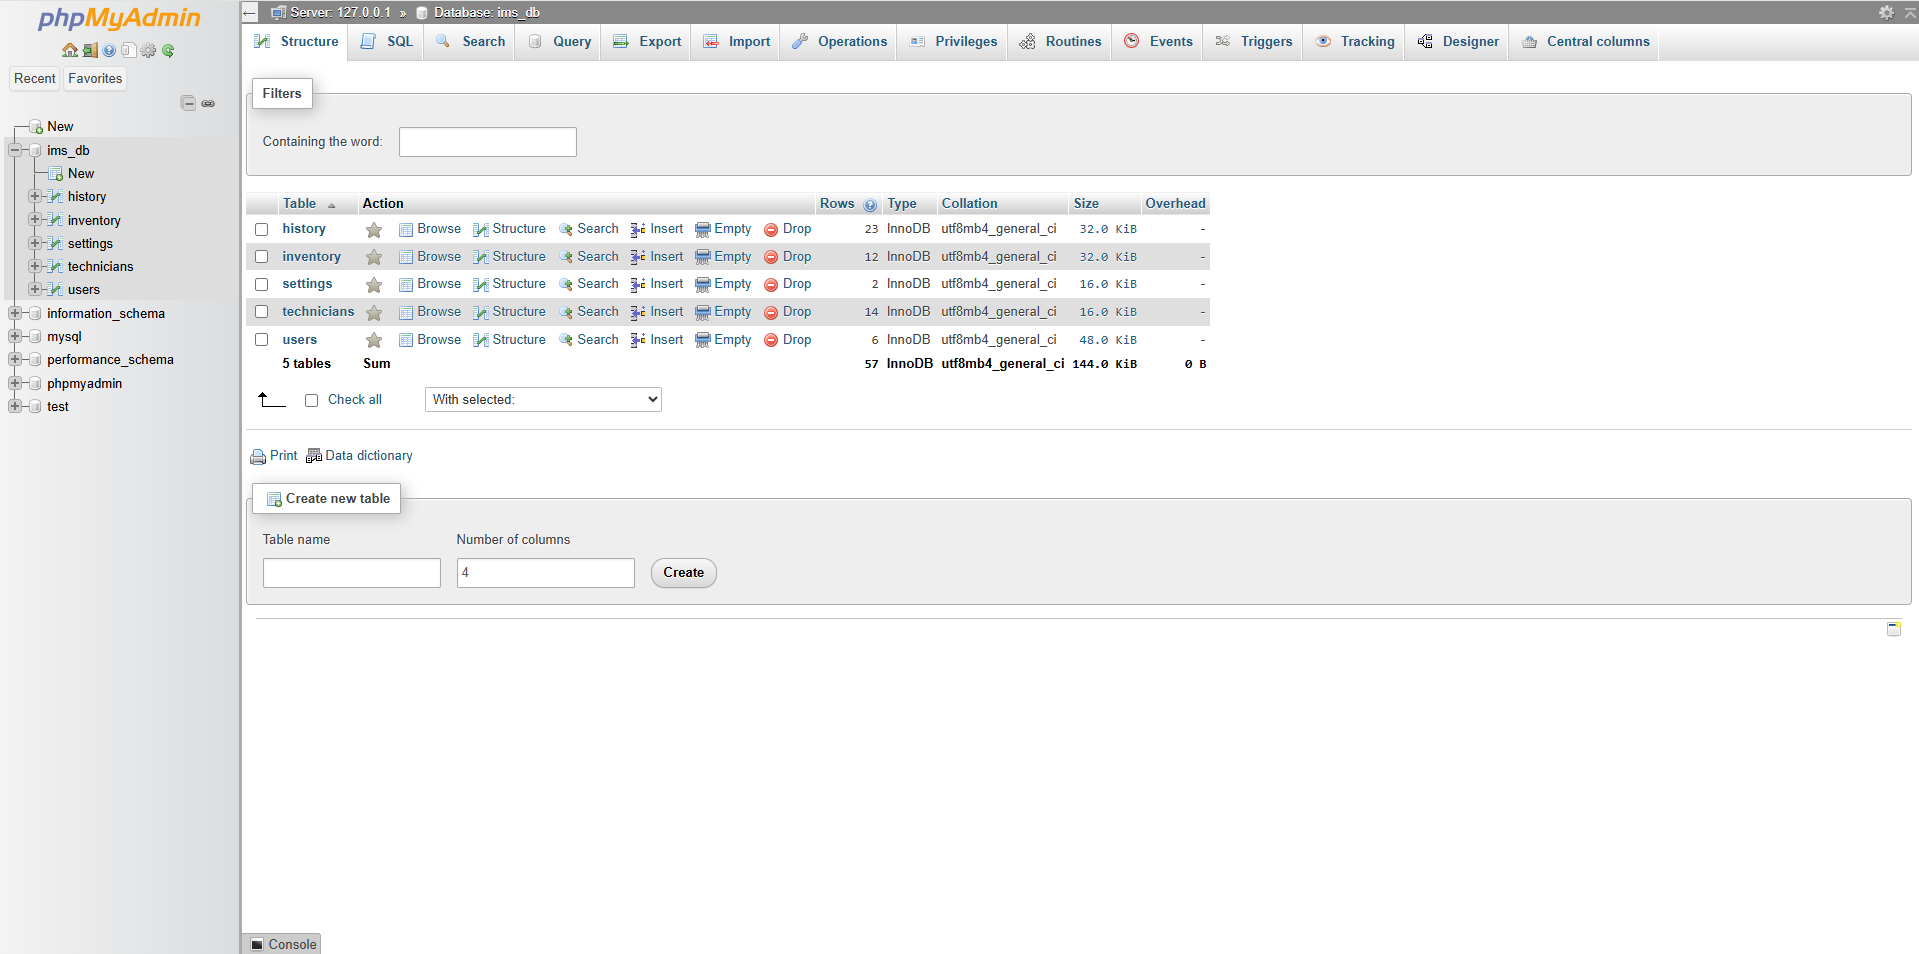 phpMyAdmin
Recent Favorites
New
ims_db
New
history
inventory
settings
technicians
users
information_schema
mysql
performance_schema
phpmyadmin
test
Server: 127.0.0.1 » Database: ims_db
Structure SQL Search Query Export Import Operations Privileges Routines Events Triggers Tracking Designer Central columns
Filters
Containing the word:
Table Action Rows Type Collation Size Overhead
history Browse Structure Search Insert Empty Drop 23 InnoDB utf8mb4_general_ci 32.0 KiB -
inventory Browse Structure Search Insert Empty Drop 12 InnoDB utf8mb4_general_ci 32.0 KiB -
settings Browse Structure Search Insert Empty Drop 2 InnoDB utf8mb4_general_ci 16.0 KiB -
technicians Browse Structure Search Insert Empty Drop 14 InnoDB utf8mb4_general_ci 16.0 KiB -
users Browse Structure Search Insert Empty Drop 6 InnoDB utf8mb4_general_ci 48.0 KiB -
5 tables Sum 57 InnoDB utf8mb4_general_ci 144.0 KiB 0 B
Check all With selected:
Print Data dictionary
Create new table
Table name Number of columns
4 Create
Console